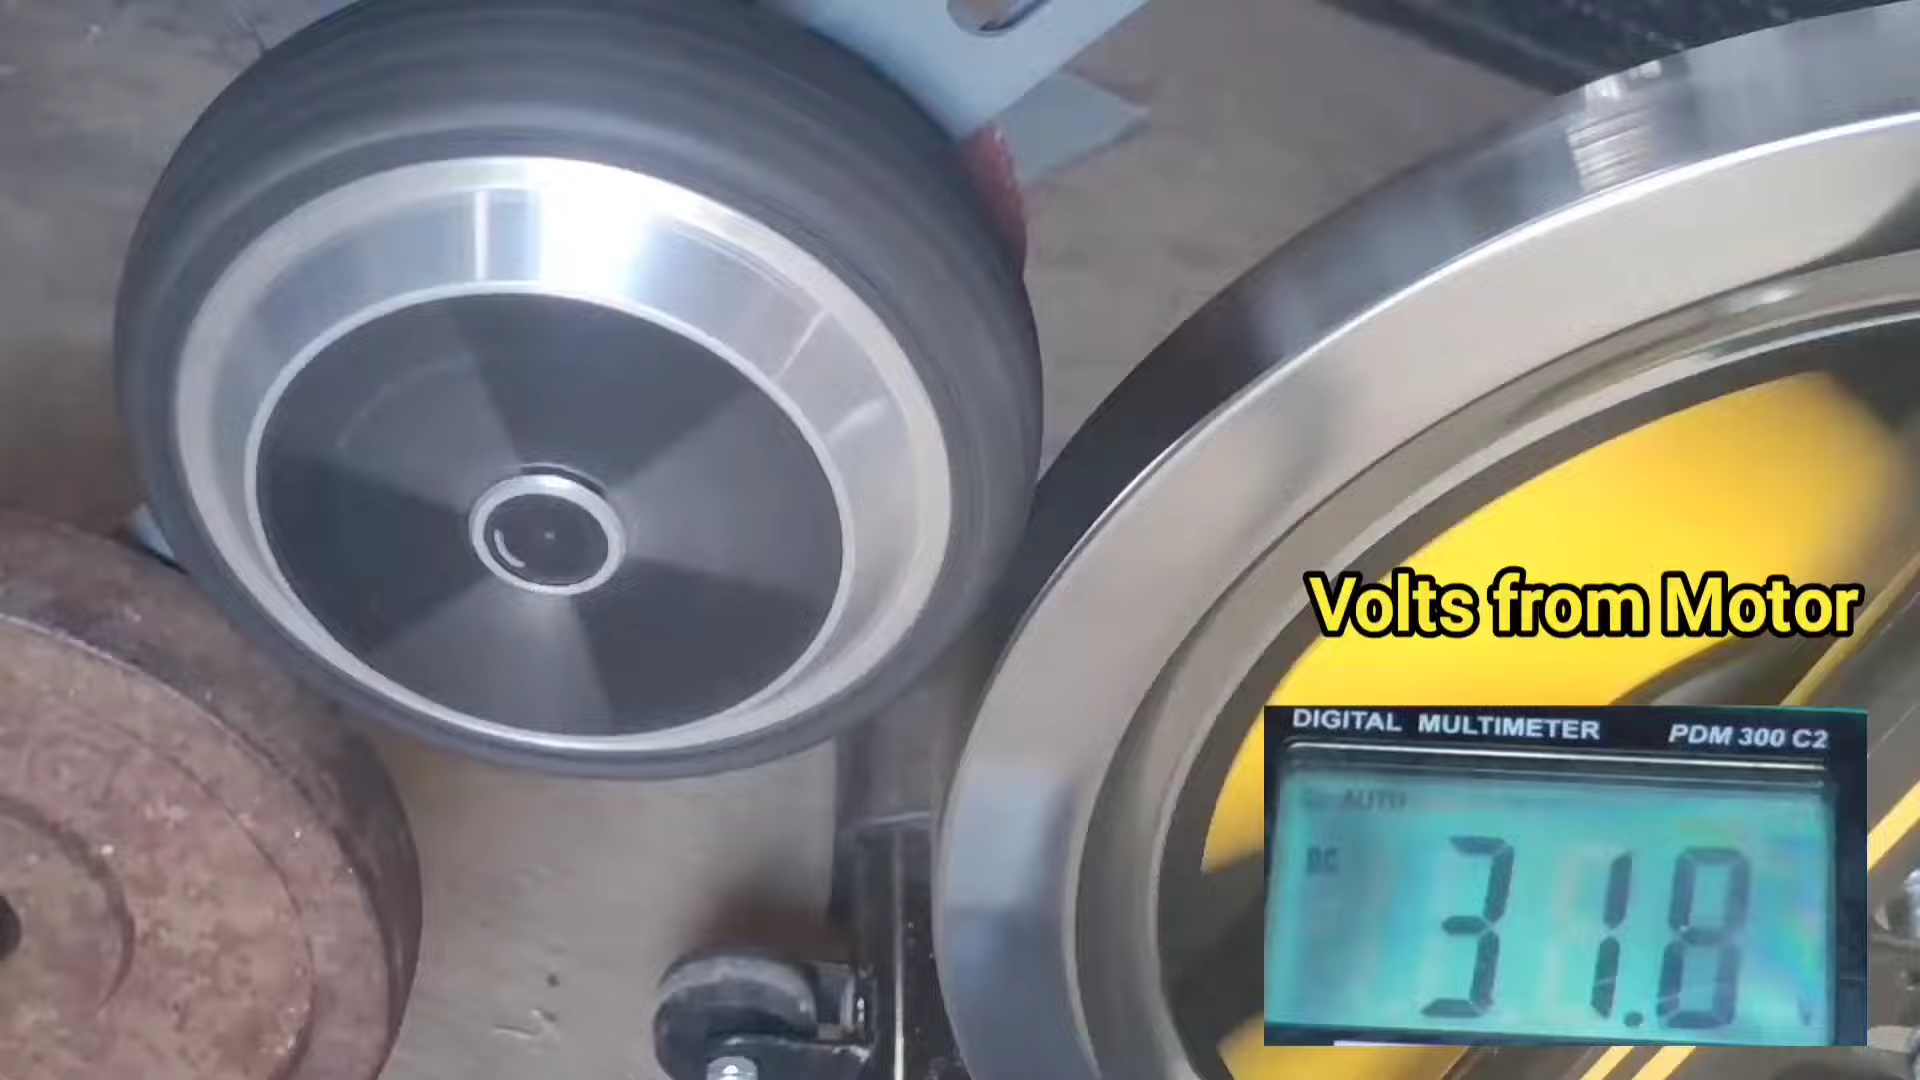 Volts from Motor
DIGITAL MULTIMETER PDM 300 C2
AUTO
DC
31.8
V